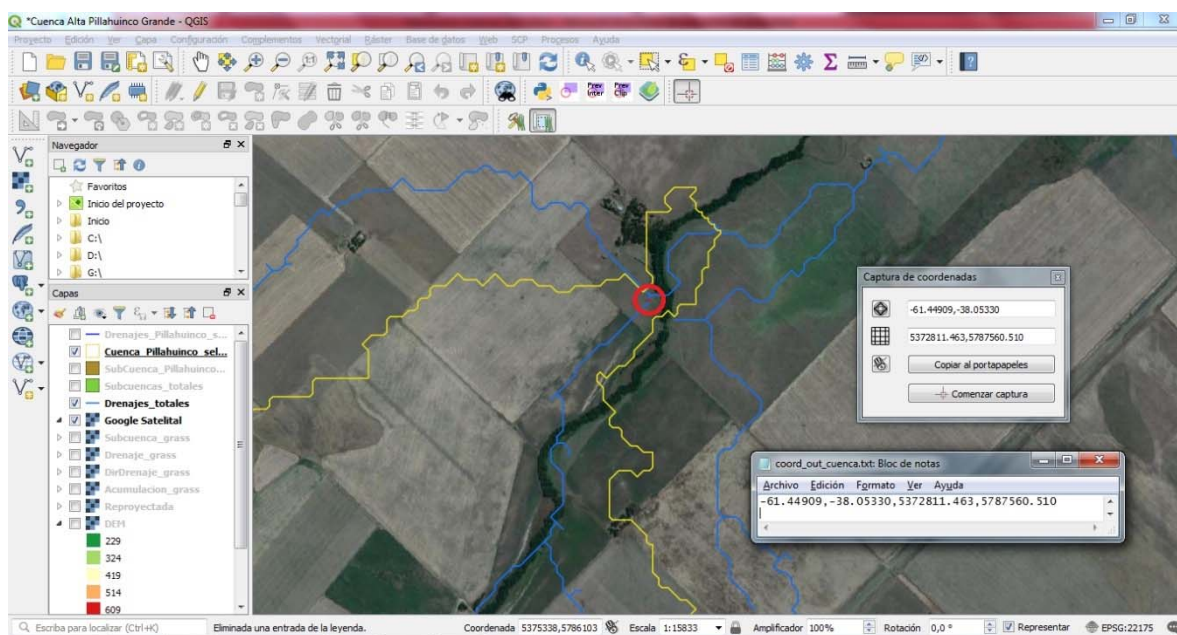 *Cuenca Alta Pillahuinco Grande - QGIS
Proyecto Edición Ver Capa Configuración Complementos Vectorial Ráster Base de datos Web SCP Procesos Ayuda
Prev Inter Prev Clip
Navegador
Favoritos
Inicio del proyecto
Inicio
C:\
D:\
G:\
Capas
Drenajes_Pillahuinco_s...
Cuenca_Pillahuinco_sel...
SubCuenca_Pillahuinco...
Subcuencas_totales
Drenajes_totales
Google Satelital
Subcuenca_grass
Drenaje_grass
DirDrenaje_grass
Acumulacion_grass
Reproyectada
DEM
229
324
419
514
609
Captura de coordenadas
-61.44909,-38.05330
5372811.463,5787560.510
Copiar al portapapeles
Comenzar captura
coord_out_cuenca.txt: Bloc de notas
Archivo Edición Formato Ver Ayuda
-61.44909,-38.05330,5372811.463,5787560.510
Escriba para localizar (Ctrl+K) Eliminada una entrada de la leyenda. Coordenada 5375338,5786103 Escala 1:15833 Amplificador 100% Rotación 0,0 ° Representar EPSG:22175